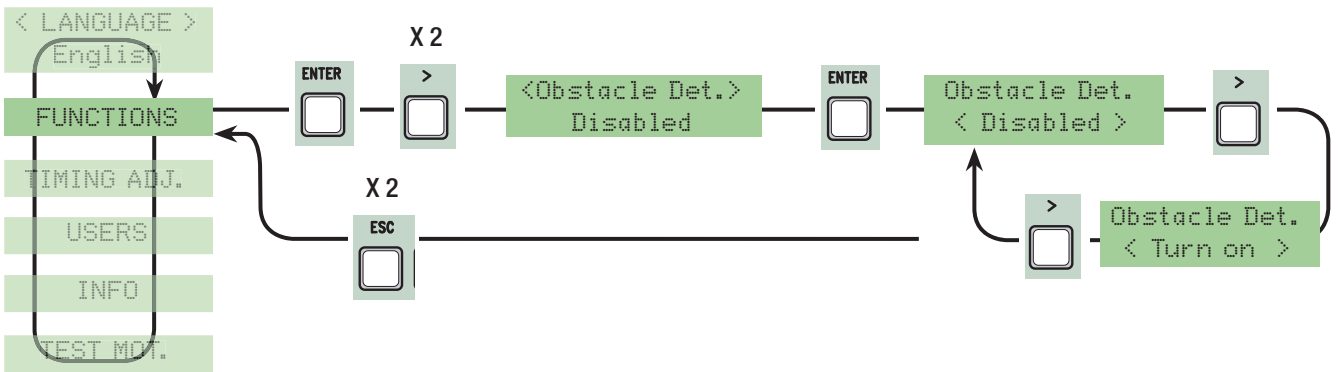 < LANGUAGE >
English
FUNCTIONS
TIMING ADJ.
USERS
INFO
TEST MOT.
ENTER
X 2
>
<Obstacle Det.>
Disabled
ENTER
Obstacle Det.
< Disabled >
>
Obstacle Det.
< Turn on >
>
X 2
ESC